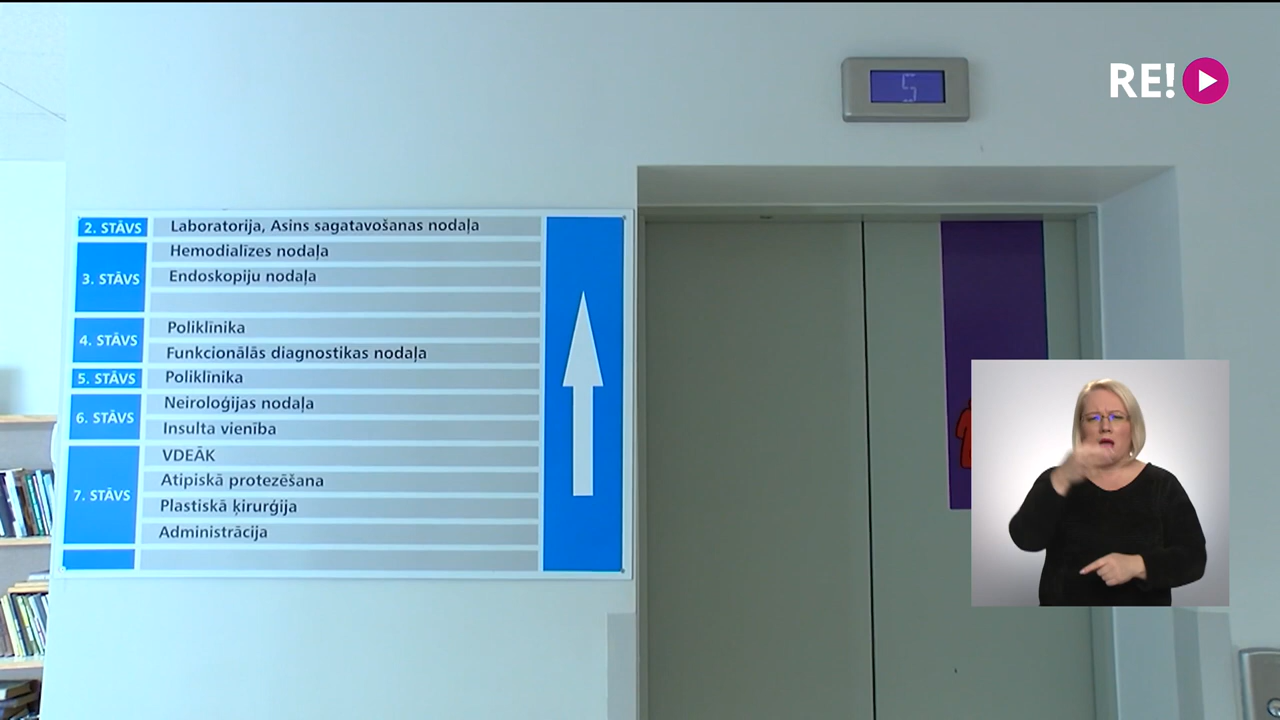 RE!
5
2. STĀVS
Laboratorija, Asins sagatavošanas nodaļa
3. STĀVS
Hemodialīzes nodaļa
Endoskopiju nodaļa
4. STĀVS
Poliklīnika
Funkcionālās diagnostikas nodaļa
5. STĀVS
Poliklīnika
6. STĀVS
Neiroloģijas nodaļa
Insulta vienība
7. STĀVS
VDEĀK
Atipiskā protezēšana
Plastiskā ķirurģija
Administrācija